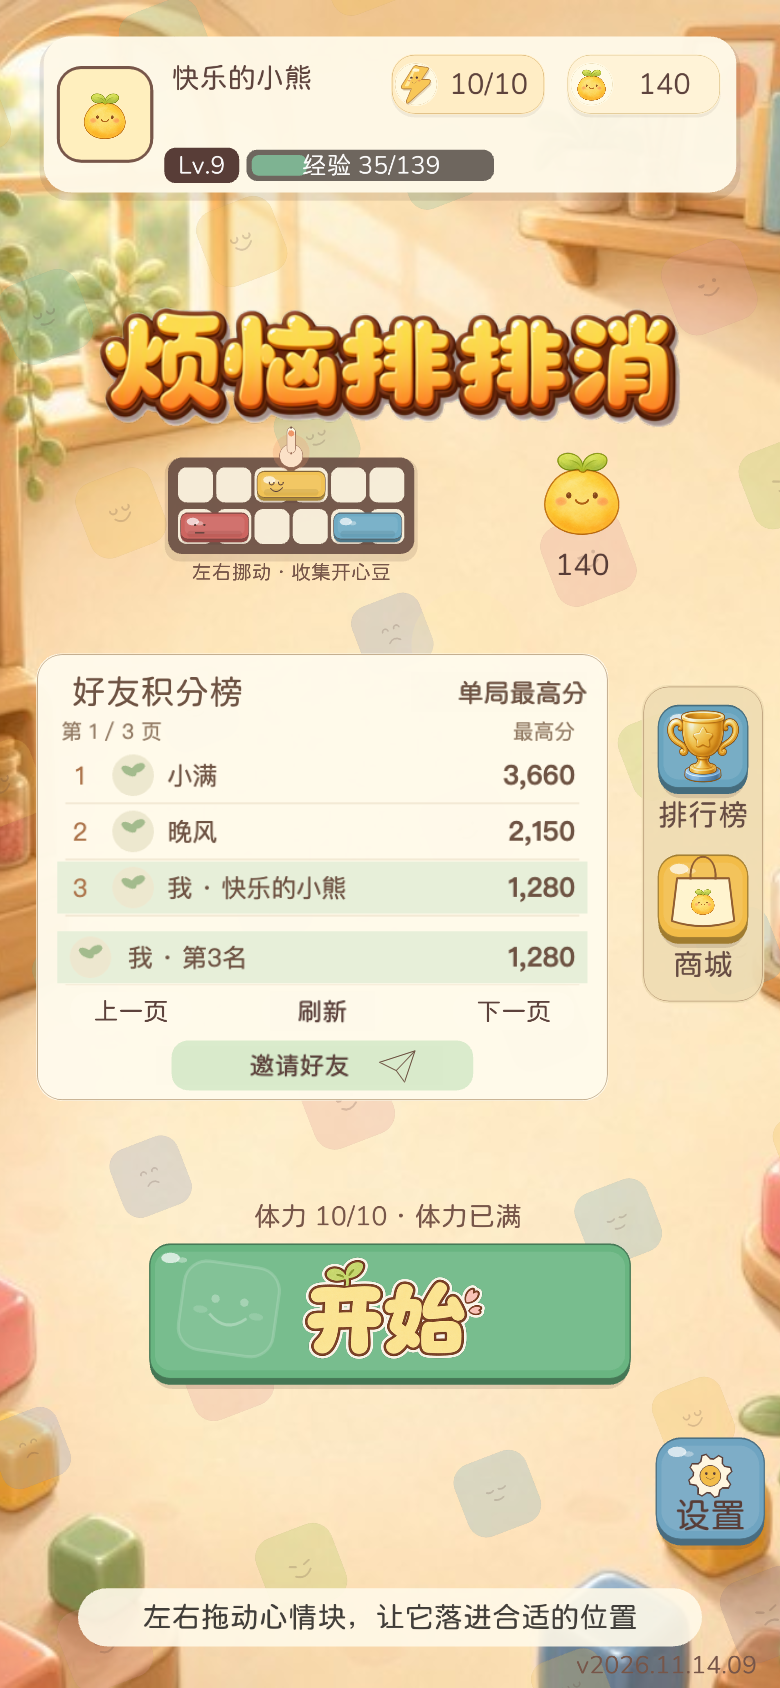 快乐的小熊
10/10
140
Lv.9
经验 35/139
烦恼排排消
左右挪动 · 收集开心豆
140
好友积分榜
单局最高分
第 1 / 3 页
最高分
1 小满 3,660
2 晚风 2,150
3 我 · 快乐的小熊 1,280
我 · 第3名 1,280
上一页 刷新 下一页
邀请好友
排行榜
商城
体力 10/10 · 体力已满
开始
设置
左右拖动心情块，让它落进合适的位置
v2026.11.14.09